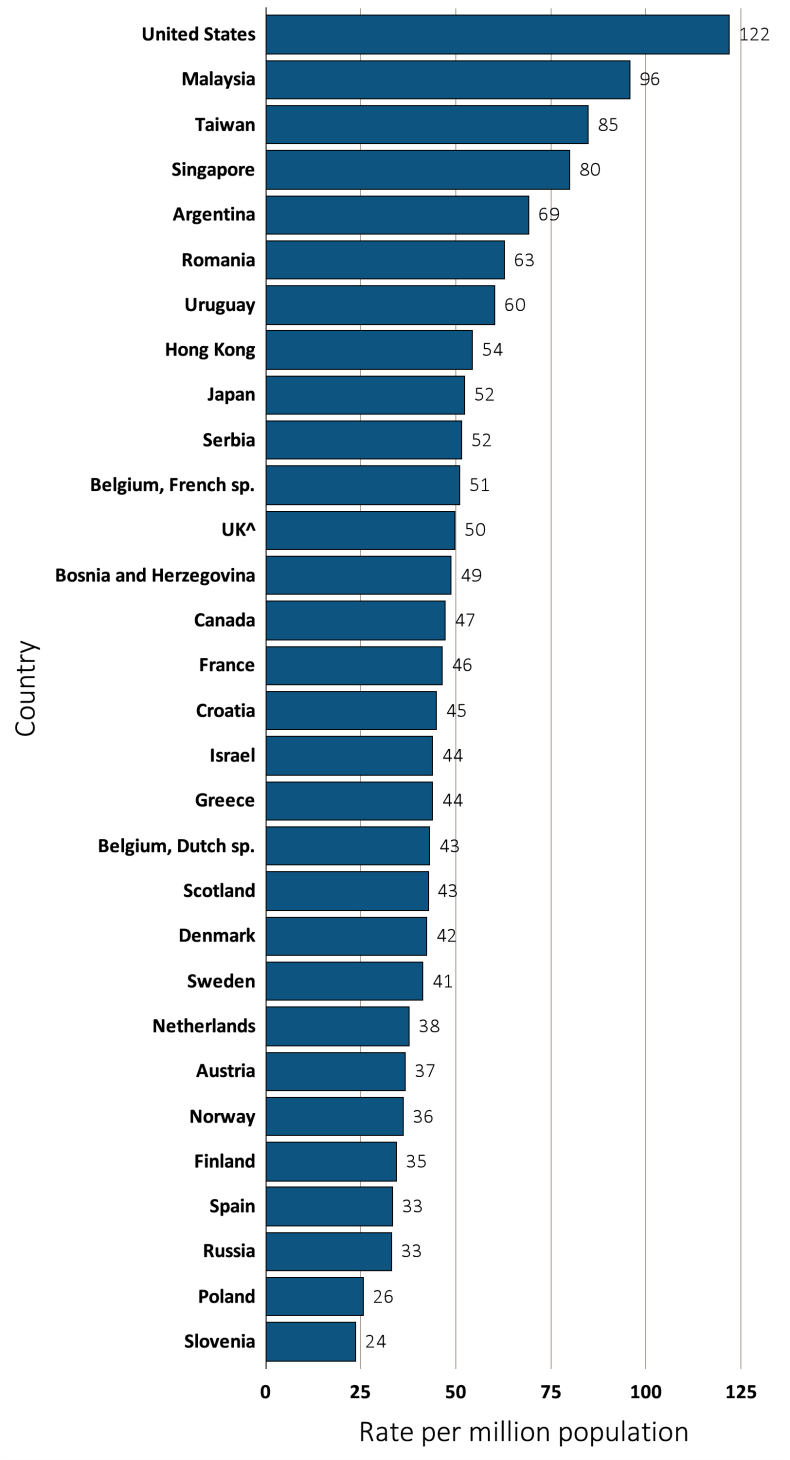 United States 122
Malaysia 96
Taiwan 85
Singapore 80
Argentina 69
Romania 63
Uruguay 60
Hong Kong 54
Japan 52
Serbia 52
Belgium, French sp. 51
UK^ 50
Bosnia and Herzegovina 49
Canada 47
France 46
Croatia 45
Israel 44
Greece 44
Belgium, Dutch sp. 43
Scotland 43
Denmark 42
Sweden 41
Netherlands 38
Austria 37
Norway 36
Finland 35
Spain 33
Russia 33
Poland 26
Slovenia 24
Country
0 25 50 75 100 125
Rate per million population